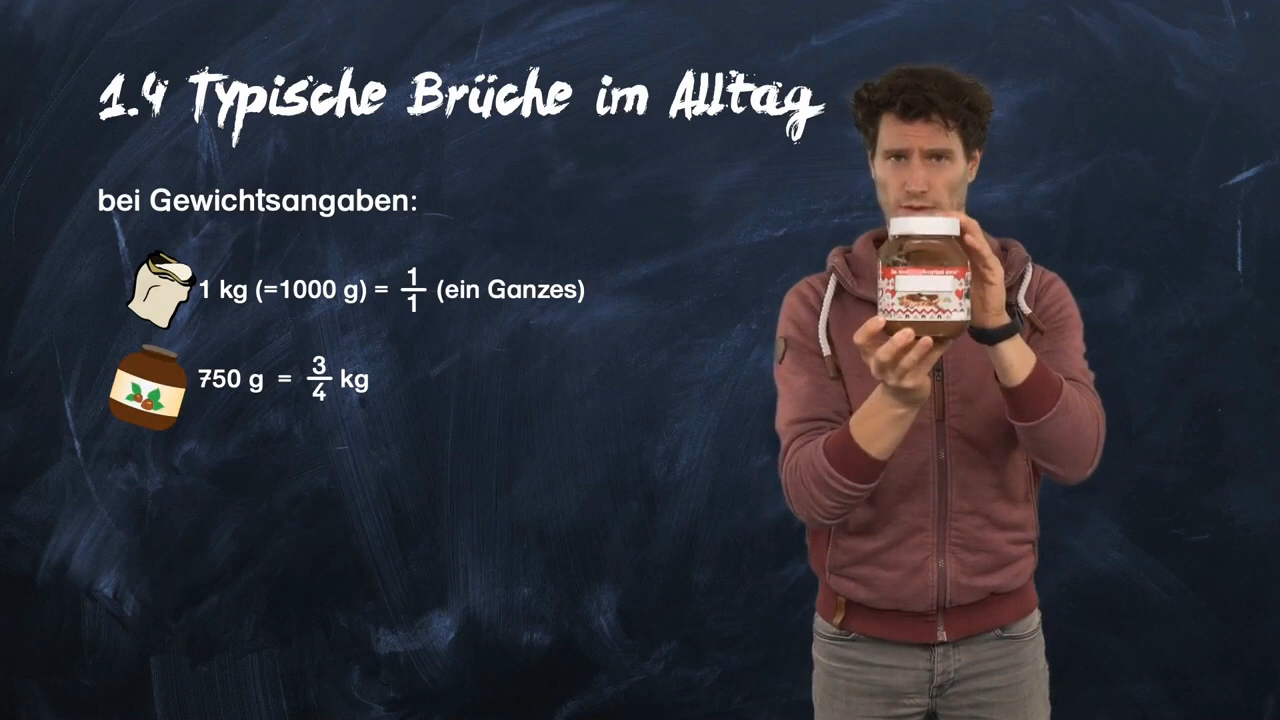 1.4 Typische Brüche im Alltag
bei Gewichtsangaben:
1 kg (=1000 g) = 1/1 (ein Ganzes)
750 g = 3/4 kg